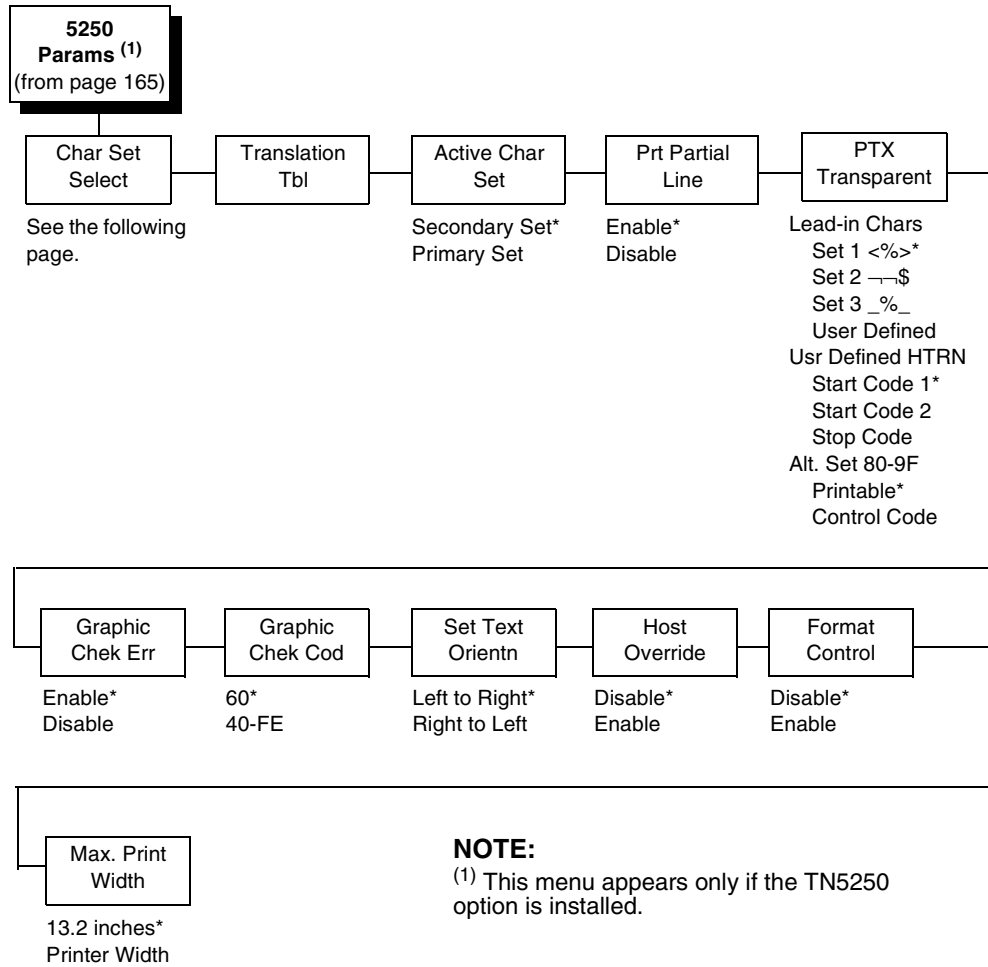 5250
Params (1)
(from page 165)
Char Set
Select
See the following
page.
Translation
Tbl
Active Char
Set
Secondary Set*
Primary Set
Prt Partial
Line
Enable*
Disable
PTX
Transparent
Lead-in Chars
Set 1 <%>*
Set 2 ¬¬$
Set 3 _%_
User Defined
Usr Defined HTRN
Start Code 1*
Start Code 2
Stop Code
Alt. Set 80-9F
Printable*
Control Code
Graphic
Chek Err
Enable*
Disable
Graphic
Chek Cod
60*
40-FE
Set Text
Orientn
Left to Right*
Right to Left
Host
Override
Disable*
Enable
Format
Control
Disable*
Enable
Max. Print
Width
13.2 inches*
Printer Width
NOTE:
(1) This menu appears only if the TN5250
option is installed.